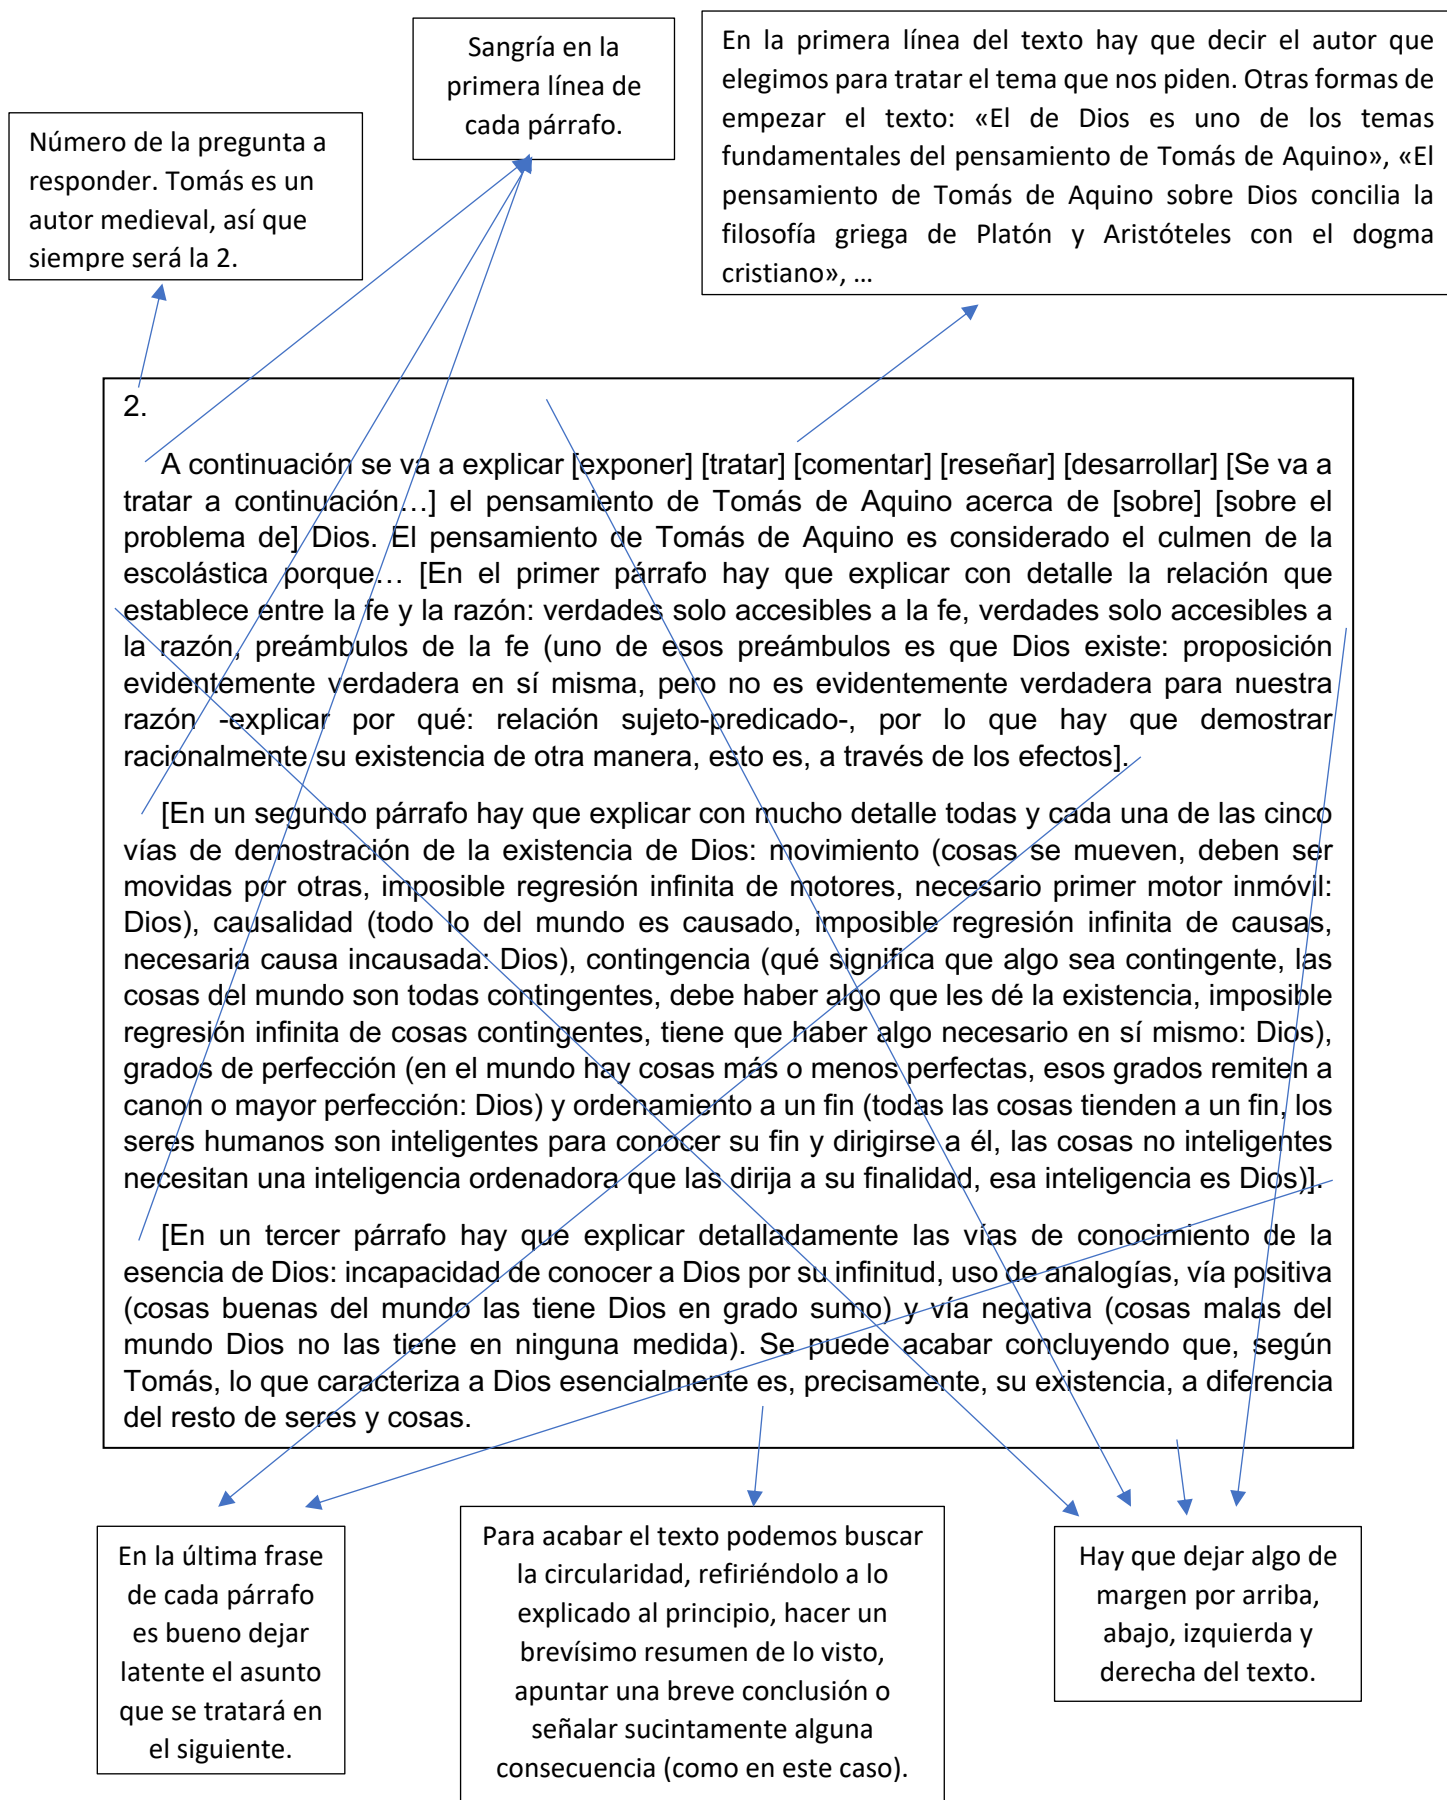 Sangría en la
primera línea de
cada párrafo.
En la primera línea del texto hay que decir el autor que
elegimos para tratar el tema que nos piden. Otras formas de
empezar el texto: «El de Dios es uno de los temas
fundamentales del pensamiento de Tomás de Aquino», «El
pensamiento de Tomás de Aquino sobre Dios concilia la
filosofía griega de Platón y Aristóteles con el dogma
cristiano», …
Número de la pregunta a
responder. Tomás es un
autor medieval, así que
siempre será la 2.
2.
A continuación se va a explicar [exponer] [tratar] [comentar] [reseñar] [desarrollar] [Se va a
tratar a continuación…] el pensamiento de Tomás de Aquino acerca de [sobre] [sobre el
problema de] Dios. El pensamiento de Tomás de Aquino es considerado el culmen de la
escolástica porque… [En el primer párrafo hay que explicar con detalle la relación que
establece entre la fe y la razón: verdades solo accesibles a la fe, verdades solo accesibles a
la razón, preámbulos de la fe (uno de esos preámbulos es que Dios existe: proposición
evidentemente verdadera en sí misma, pero no es evidentemente verdadera para nuestra
razón -explicar por qué: relación sujeto-predicado-, por lo que hay que demostrar
racionalmente su existencia de otra manera, esto es, a través de los efectos].
[En un segundo párrafo hay que explicar con mucho detalle todas y cada una de las cinco
vías de demostración de la existencia de Dios: movimiento (cosas se mueven, deben ser
movidas por otras, imposible regresión infinita de motores, necesario primer motor inmóvil:
Dios), causalidad (todo lo del mundo es causado, imposible regresión infinita de causas,
necesaria causa incausada: Dios), contingencia (qué significa que algo sea contingente, las
cosas del mundo son todas contingentes, debe haber algo que les dé la existencia, imposible
regresión infinita de cosas contingentes, tiene que haber algo necesario en sí mismo: Dios),
grados de perfección (en el mundo hay cosas más o menos perfectas, esos grados remiten a
canon o mayor perfección: Dios) y ordenamiento a un fin (todas las cosas tienden a un fin, los
seres humanos son inteligentes para conocer su fin y dirigirse a él, las cosas no inteligentes
necesitan una inteligencia ordenadora que las dirija a su finalidad, esa inteligencia es Dios)].
[En un tercer párrafo hay que explicar detalladamente las vías de conocimiento de la
esencia de Dios: incapacidad de conocer a Dios por su infinitud, uso de analogías, vía positiva
(cosas buenas del mundo las tiene Dios en grado sumo) y vía negativa (cosas malas del
mundo Dios no las tiene en ninguna medida). Se puede acabar concluyendo que, según
Tomás, lo que caracteriza a Dios esencialmente es, precisamente, su existencia, a diferencia
del resto de seres y cosas.
En la última frase
de cada párrafo
es bueno dejar
latente el asunto
que se tratará en
el siguiente.
Para acabar el texto podemos buscar
la circularidad, refiriéndolo a lo
explicado al principio, hacer un
brevísimo resumen de lo visto,
apuntar una breve conclusión o
señalar sucintamente alguna
consecuencia (como en este caso).
Hay que dejar algo de
margen por arriba,
abajo, izquierda y
derecha del texto.